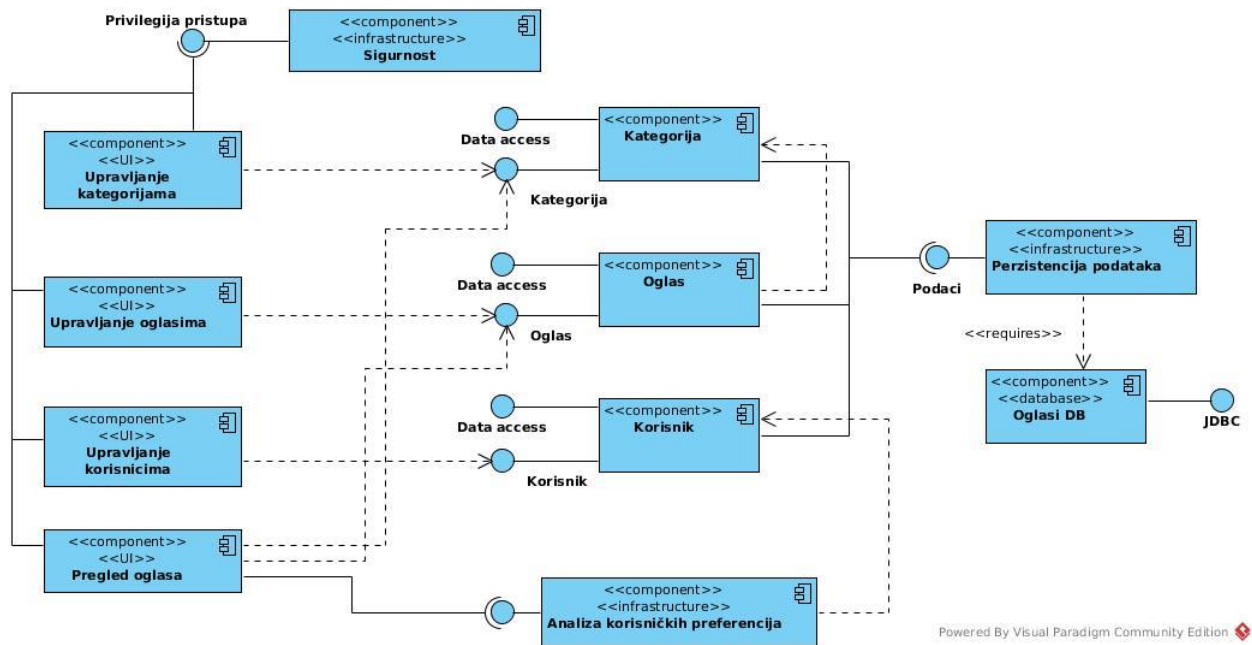 Privilegija pristupa
<<component>>
<<infrastructure>>
Sigurnost
<<component>>
<<UI>>
Upravljanje
kategorijama
Data access
Kategorija
<<component>>
Kategorija
<<component>>
<<UI>>
Upravljanje oglasima
Data access
Oglas
<<component>>
Oglas
Podaci
<<component>>
<<infrastructure>>
Perzistencija podataka
<<requires>>
<<component>>
<<database>>
Oglasi DB
JDBC
<<component>>
<<UI>>
Upravljanje
korisnicima
Data access
Korisnik
<<component>>
Korisnik
<<component>>
<<UI>>
Pregled oglasa
<<component>>
<<infrastructure>>
Analiza korisničkih preferencija
Powered By Visual Paradigm Community Edition